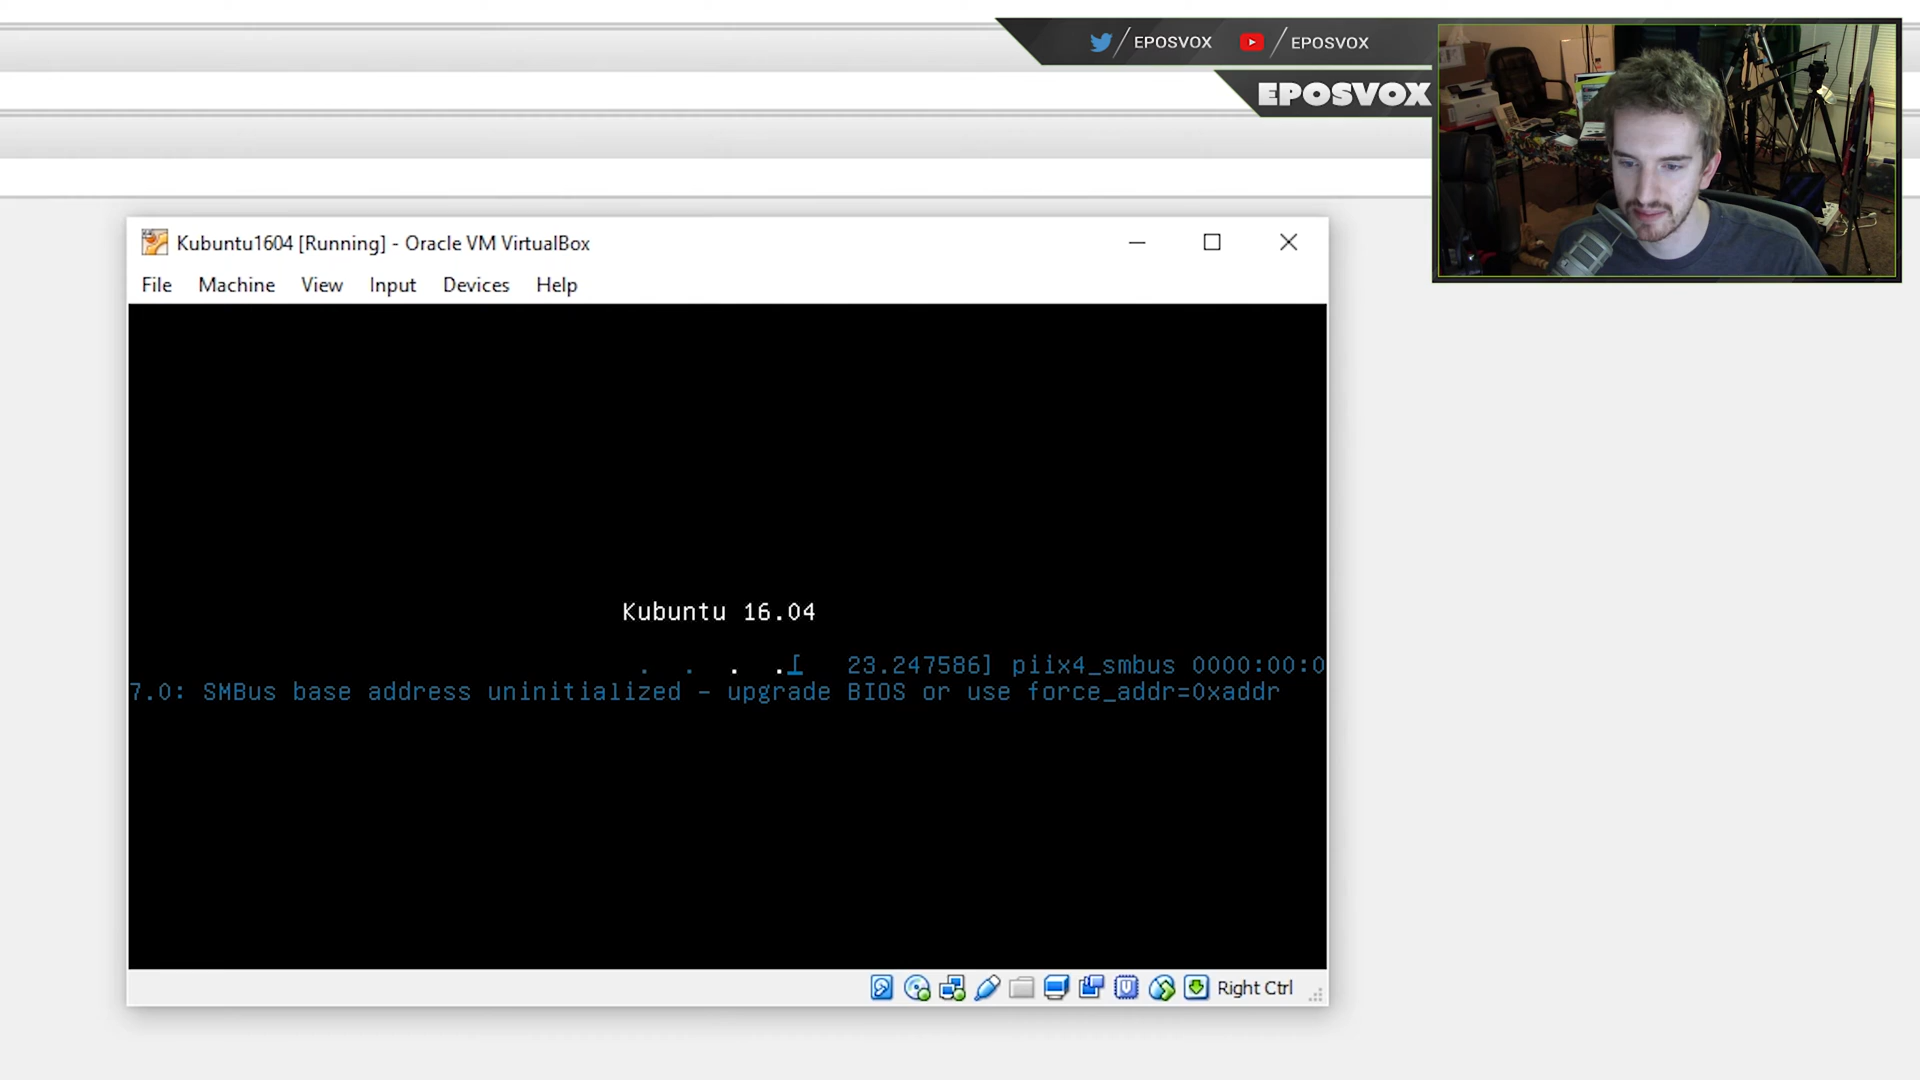 EPOSVOX
EPOSVOX
EPOSVOX
Kubuntu1604 [Running] - Oracle VM VirtualBox
File Machine View Input Devices Help
Kubuntu 16.04
. . . .[ 23.247586] piix4_smbus 0000:00:0
7.0: SMBus base address uninitialized - upgrade BIOS or use force_addr=0xaddr
Right Ctrl